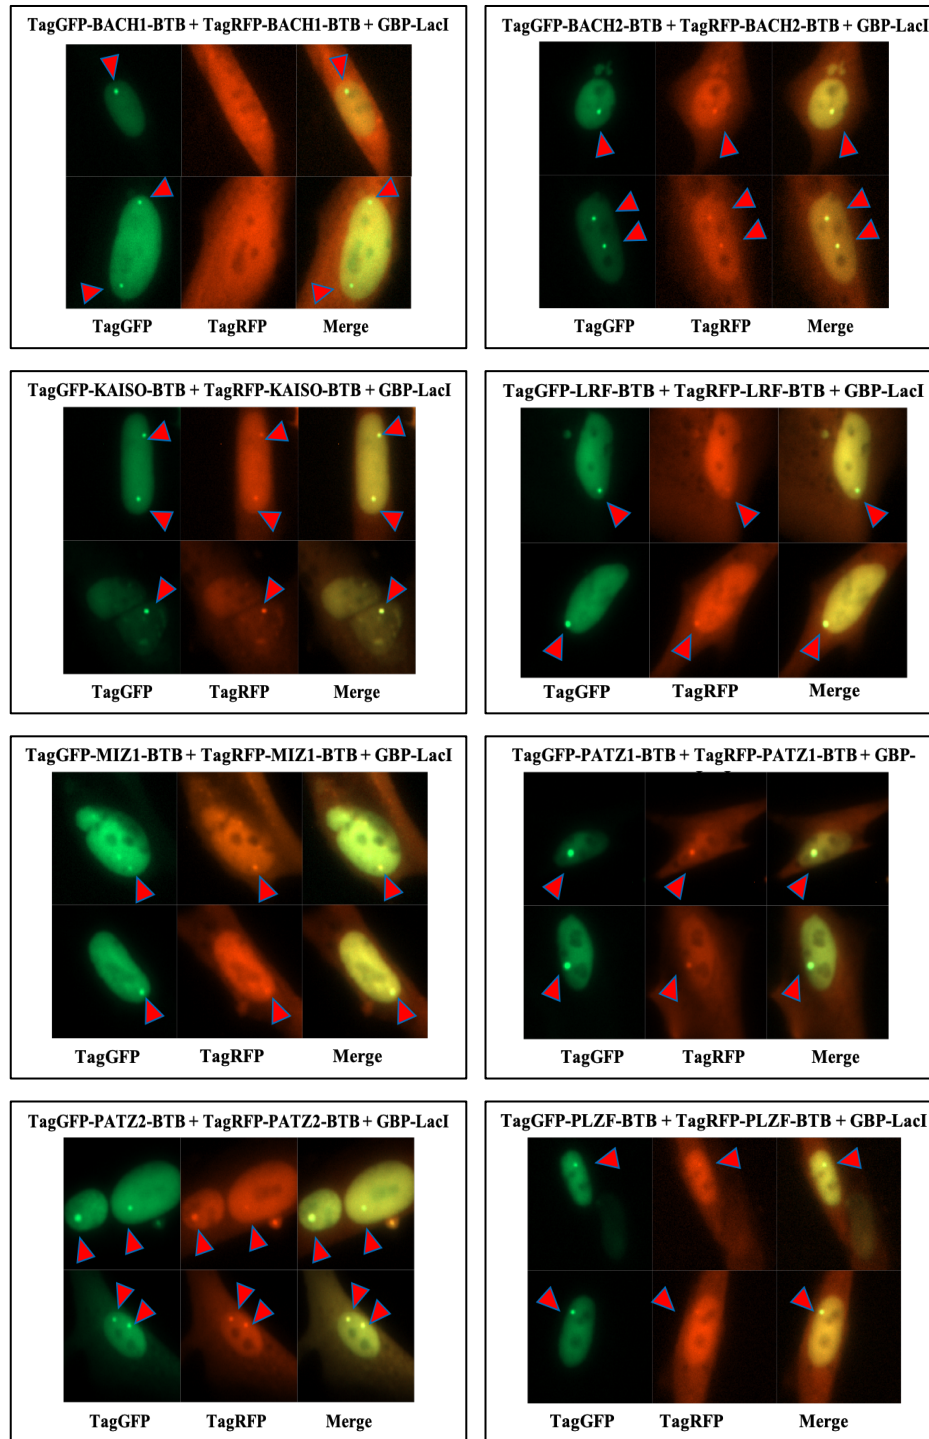 TagGFP-BACH1-BTB + TagRFP-BACH1-BTB + GBP-LacI
TagGFP TagRFP Merge
TagGFP-BACH2-BTB + TagRFP-BACH2-BTB + GBP-LacI
TagGFP TagRFP Merge
TagGFP-KAISO-BTB + TagRFP-KAISO-BTB + GBP-LacI
TagGFP TagRFP Merge
TagGFP-LRF-BTB + TagRFP-LRF-BTB + GBP-LacI
TagGFP TagRFP Merge
TagGFP-MIZ1-BTB + TagRFP-MIZ1-BTB + GBP-LacI
TagGFP TagRFP Merge
TagGFP-PATZ1-BTB + TagRFP-PATZ1-BTB + GBP-
TagGFP TagRFP Merge
TagGFP-PATZ2-BTB + TagRFP-PATZ2-BTB + GBP-LacI
TagGFP TagRFP Merge
TagGFP-PLZF-BTB + TagRFP-PLZF-BTB + GBP-LacI
TagGFP TagRFP Merge